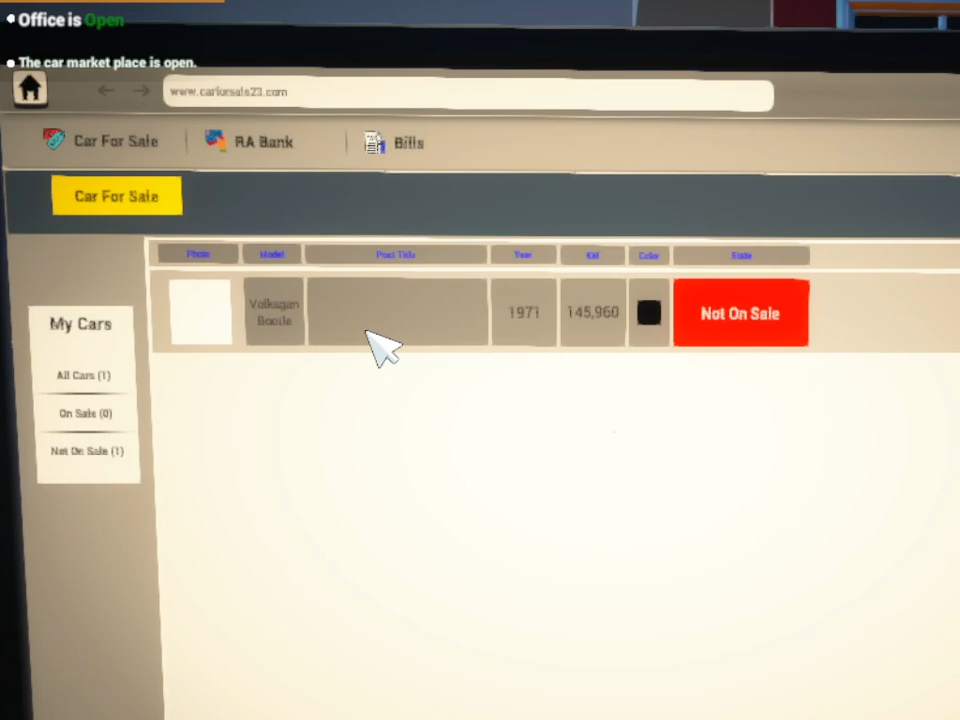 Office is Open
The car market place is open.
www.carforsale23.com
Car For Sale
RA Bank
Bills
Car For Sale
Photo
Model
Post Title
Year
KM
Color
State
Volkagan
Bootle
1971
145,960
Not On Sale
My Cars
All Cars (1)
On Sale (0)
Not On Sale (1)